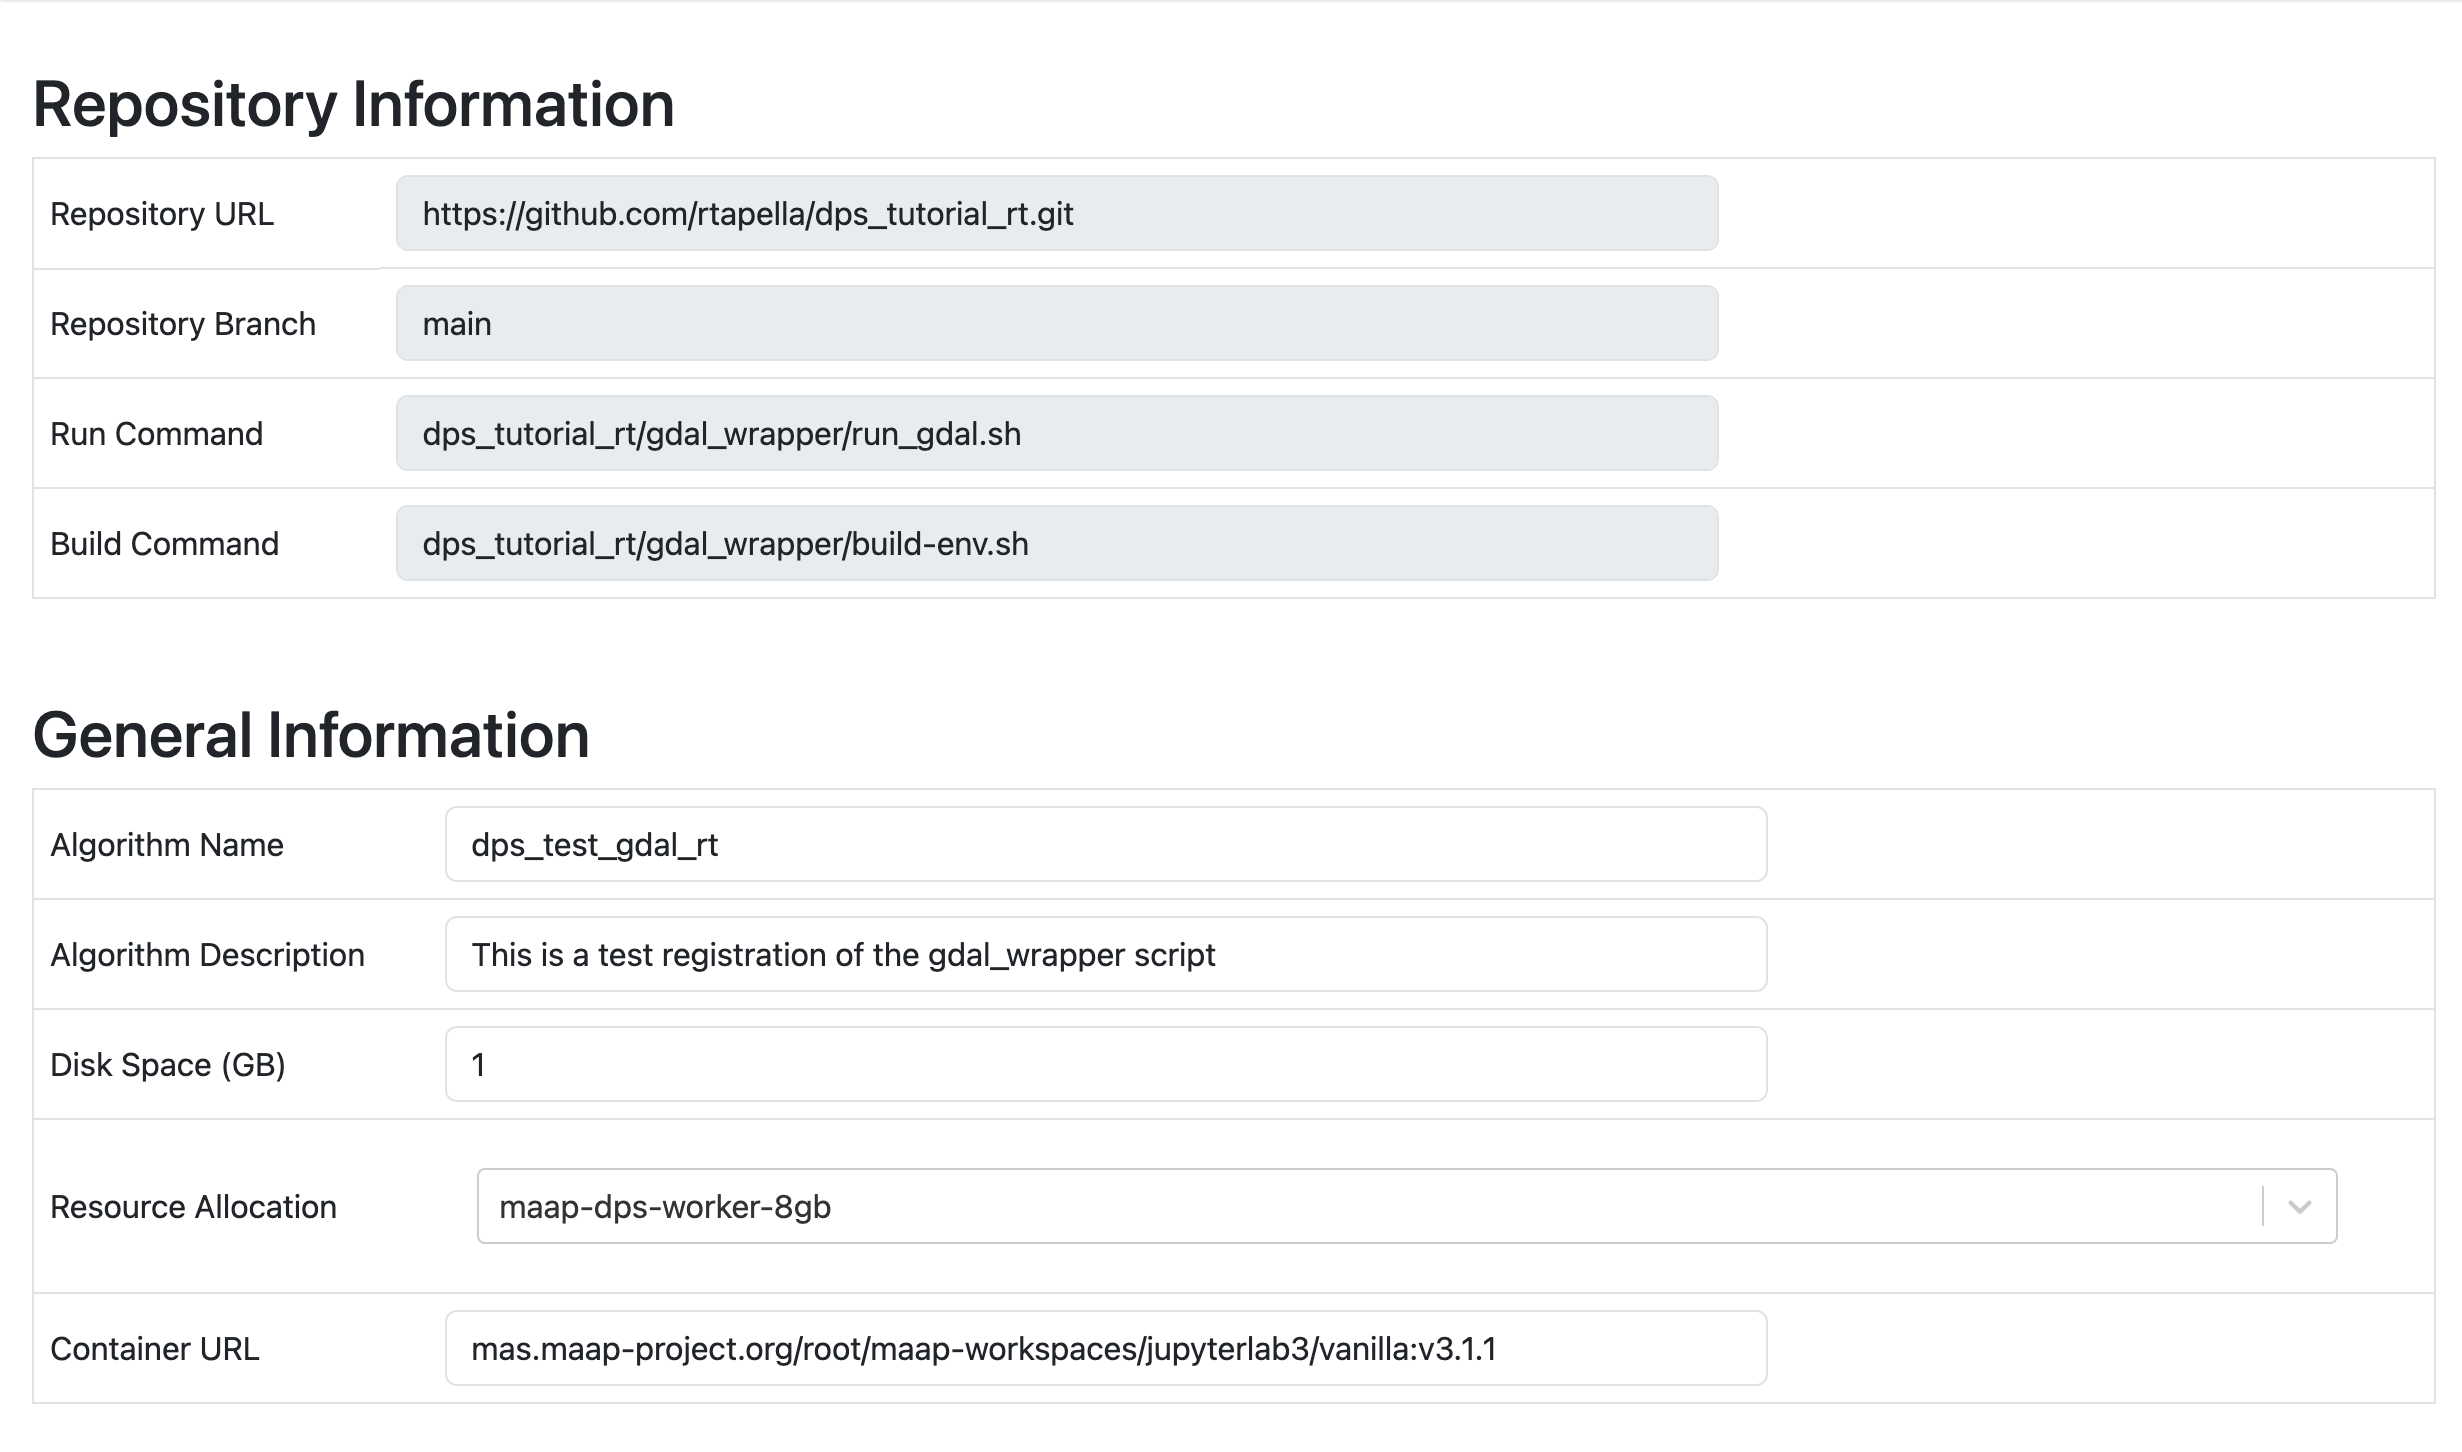 Repository Information
Repository URL https://github.com/rtapella/dps_tutorial_rt.git
Repository Branch main
Run Command dps_tutorial_rt/gdal_wrapper/run_gdal.sh
Build Command dps_tutorial_rt/gdal_wrapper/build-env.sh
General Information
Algorithm Name dps_test_gdal_rt
Algorithm Description This is a test registration of the gdal_wrapper script
Disk Space (GB) 1
Resource Allocation maap-dps-worker-8gb
Container URL mas.maap-project.org/root/maap-workspaces/jupyterlab3/vanilla:v3.1.1